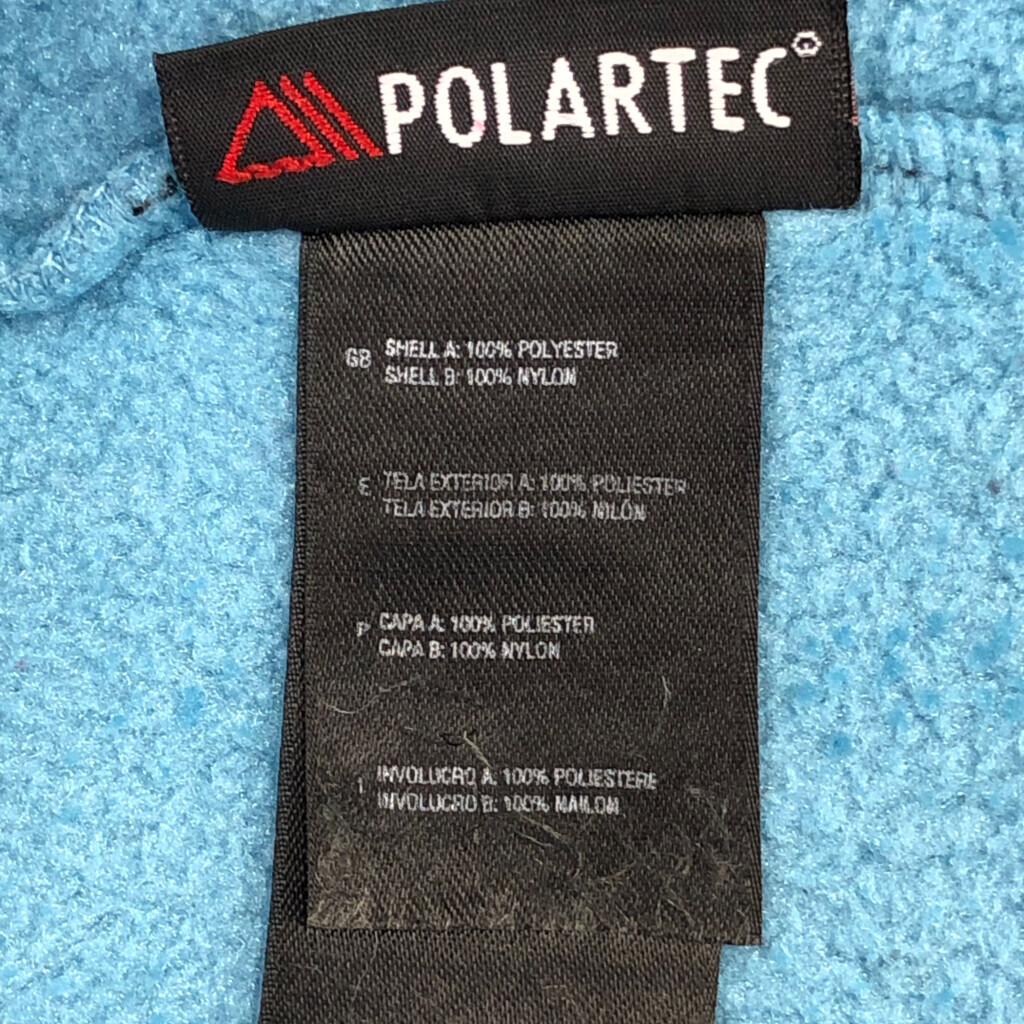 POLARTEC®
GB SHELL A: 100% POLYESTER
SHELL B: 100% NYLON
E TELA EXTERIOR A: 100% POLIESTER
TELA EXTERIOR B: 100% NILÓN
P CAPA A: 100% POLIESTER
CAPA B: 100% NYLON
I INVOLUCRO A: 100% POLIESTERE
INVOLUCRO B: 100% NAILON